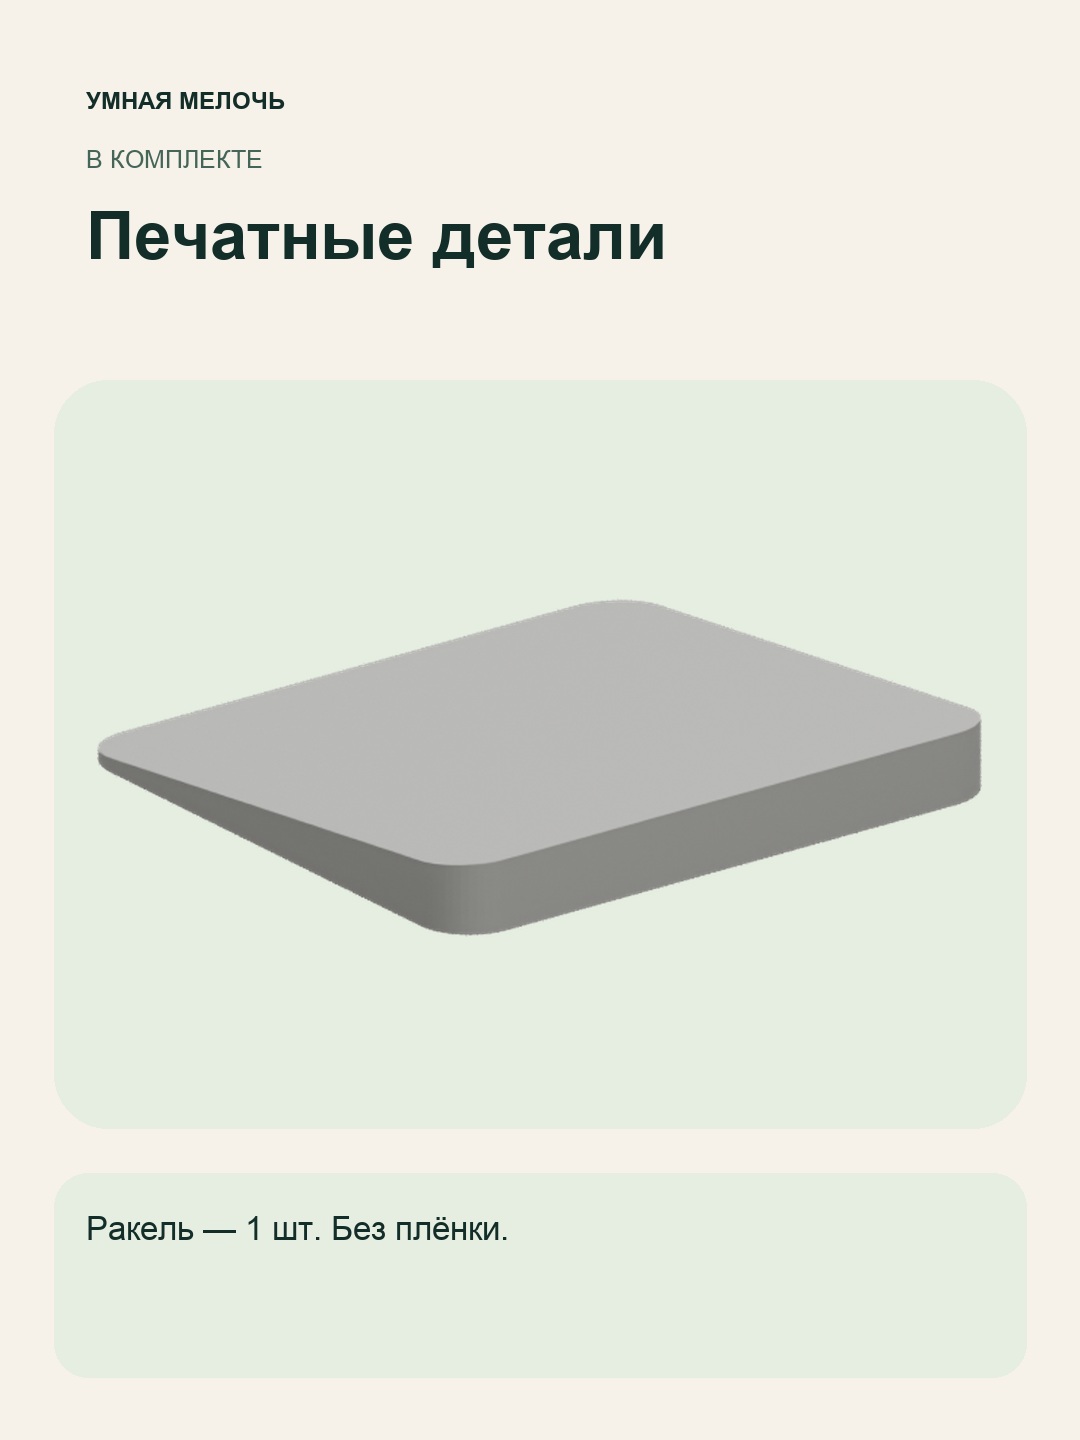 УМНАЯ МЕЛОЧЬ
В КОМПЛЕКТЕ
Печатные детали
Ракель — 1 шт. Без плёнки.